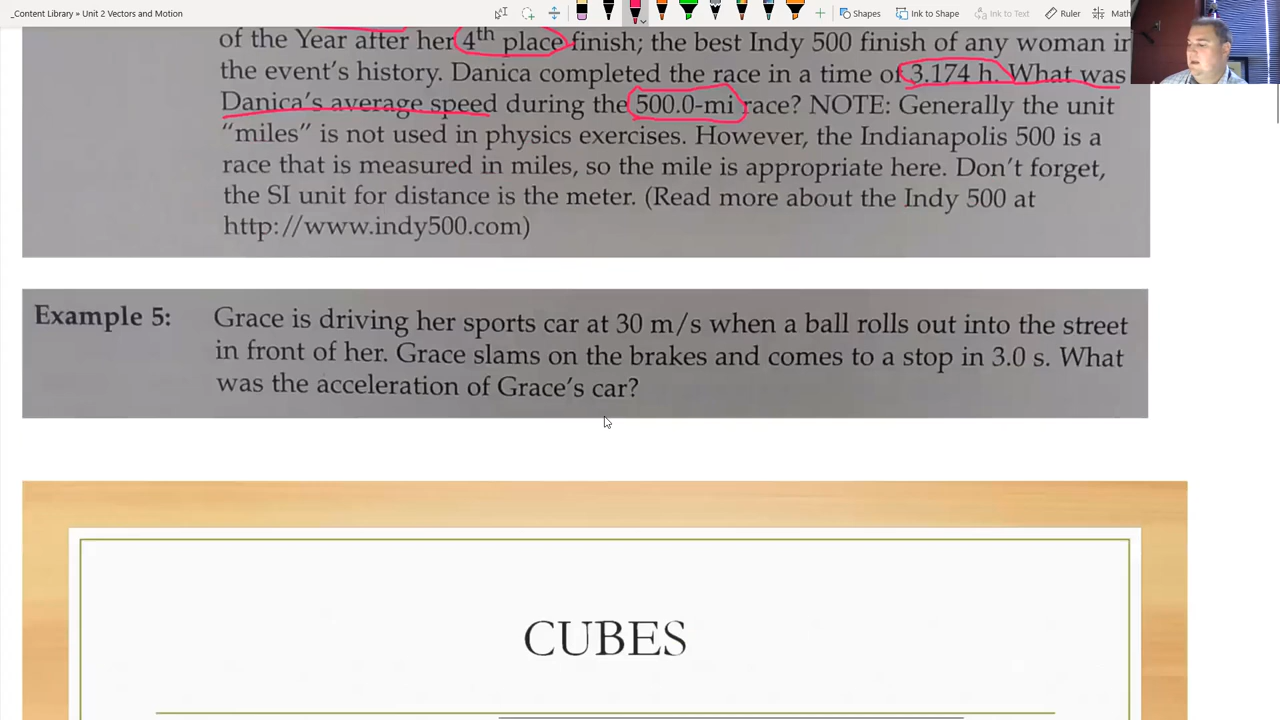 _Content Library » Unit 2 Vectors and Motion
Shapes
Ink to Shape
Ink to Text
Ruler
Math
of the Year after her 4th place finish; the best Indy 500 finish of any woman in
the event's history. Danica completed the race in a time of 3.174 h. What was
Danica's average speed during the 500.0-mi race? NOTE: Generally the unit
"miles" is not used in physics exercises. However, the Indianapolis 500 is a
race that is measured in miles, so the mile is appropriate here. Don't forget,
the SI unit for distance is the meter. (Read more about the Indy 500 at
http://www.indy500.com)
Example 5: Grace is driving her sports car at 30 m/s when a ball rolls out into the street
in front of her. Grace slams on the brakes and comes to a stop in 3.0 s. What
was the acceleration of Grace's car?
CUBES